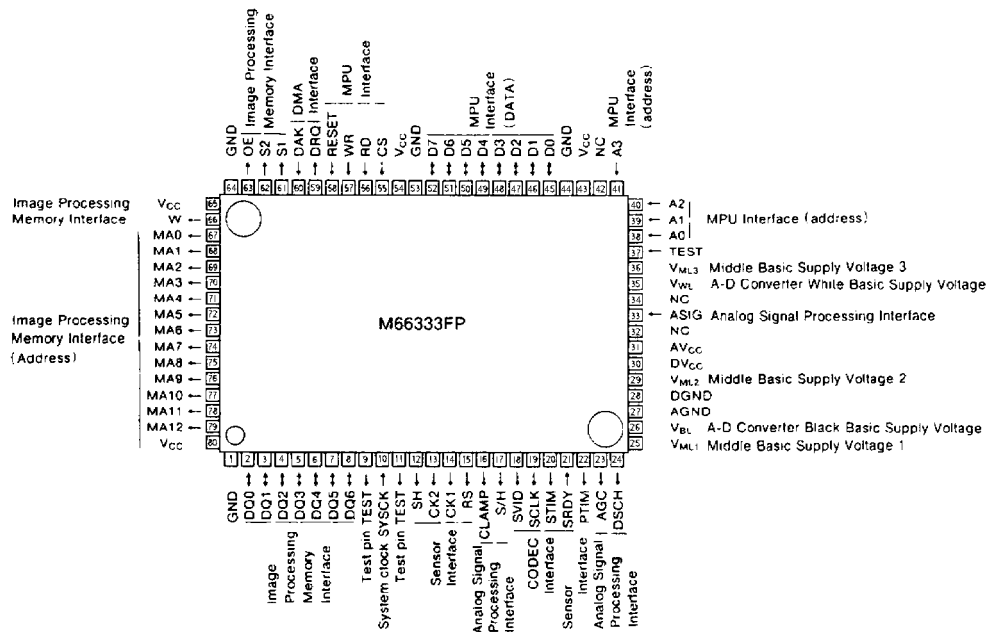 Image Processing
Memory Interface
DMA
Interface
MPU
Interface
MPU
Interface
(DATA)
MPU
Interface
(address)
GND
OE
S2
S1
DAK
DRQ
RESET
WR
RD
CS
VCC
GND
D7
D6
D5
D4
D3
D2
D1
D0
GND
VCC
NC
A3
64 63 62 61 60 59 58 57 56 55 54 53 52 51 50 49 48 47 46 45 44 43 42 41
Image Processing
Memory Interface
VCC 65
W 66
MA0 67
MA1 68
MA2 69
MA3 70
MA4 71
MA5 72
MA6 73
MA7 74
MA8 75
MA9 76
MA10 77
MA11 78
MA12 79
VCC 80
Image Processing
Memory Interface
(Address)
M66333FP
40 A2
39 A1 MPU Interface (address)
38 A0
37 TEST
36 VML3 Middle Basic Supply Voltage 3
35 VWL A-D Converter White Basic Supply Voltage
34 NC
33 ASIG Analog Signal Processing Interface
32 NC
31 AVCC
30 DVCC
29 VML2 Middle Basic Supply Voltage 2
28 DGND
27 AGND
26 VBL A-D Converter Black Basic Supply Voltage
25 VML1 Middle Basic Supply Voltage 1
1 2 3 4 5 6 7 8 9 10 11 12 13 14 15 16 17 18 19 20 21 22 23 24
GND
DQ0
DQ1
DQ2
DQ3
DQ4
DQ5
DQ6
Test pin TEST
System clock SYSCK
Test pin TEST
SH
CK2
CK1
RS
CLAMP
S/H
SVID
SCLK
STIM
SRDY
PTIM
AGC
DSCH
Image
Processing
Memory
Interface
Sensor
Interface
Analog Signal
Processing
Interface
CODEC
Interface
Sensor
Interface
Analog Signal
Processing
Interface